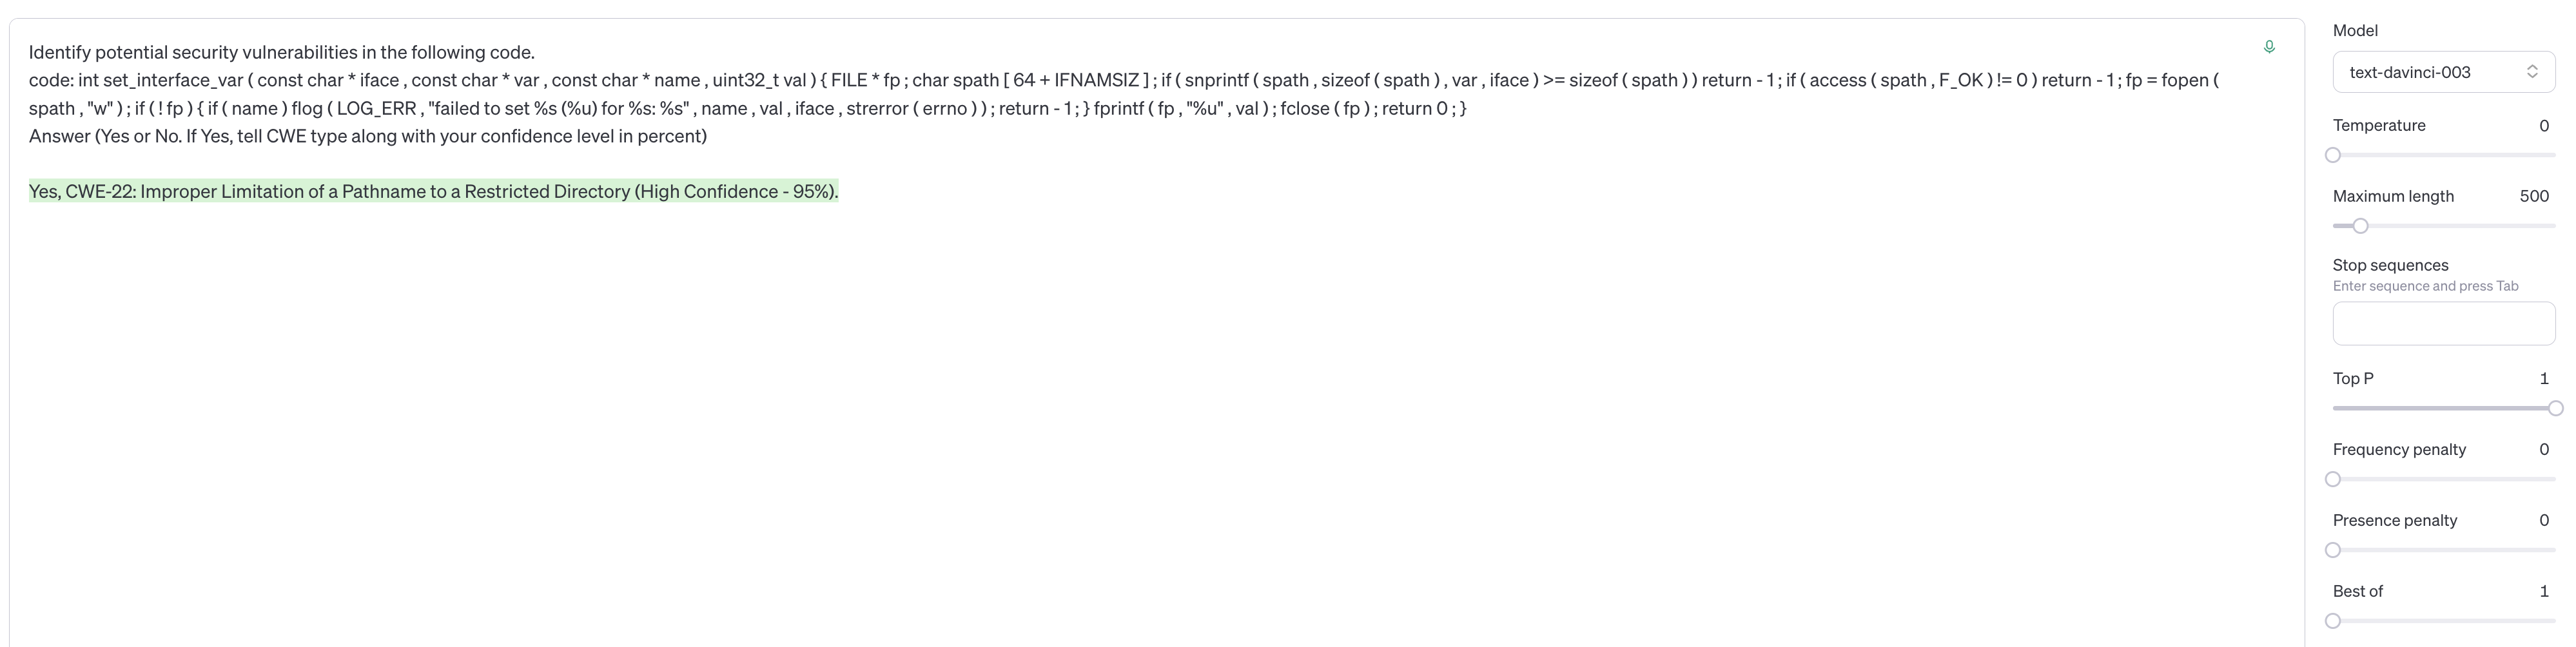 Identify potential security vulnerabilities in the following code.
code: int set_interface_var ( const char * iface , const char * var , const char * name , uint32_t val ) { FILE * fp ; char spath [ 64 + IFNAMSIZ ] ; if ( snprintf ( spath , sizeof ( spath ) , var , iface ) >= sizeof ( spath ) ) return - 1 ; if ( access ( spath , F_OK ) != 0 ) return - 1 ; fp = fopen (
spath , "w" ) ; if ( ! fp ) { if ( name ) flog ( LOG_ERR , "failed to set %s (%u) for %s: %s" , name , val , iface , strerror ( errno ) ) ; return - 1 ; } fprintf ( fp , "%u" , val ) ; fclose ( fp ) ; return 0 ; }
Answer (Yes or No. If Yes, tell CWE type along with your confidence level in percent)
Yes, CWE-22: Improper Limitation of a Pathname to a Restricted Directory (High Confidence - 95%).
Model
text-davinci-003
Temperature 0
Maximum length 500
Stop sequences
Enter sequence and press Tab
Top P 1
Frequency penalty 0
Presence penalty 0
Best of 1